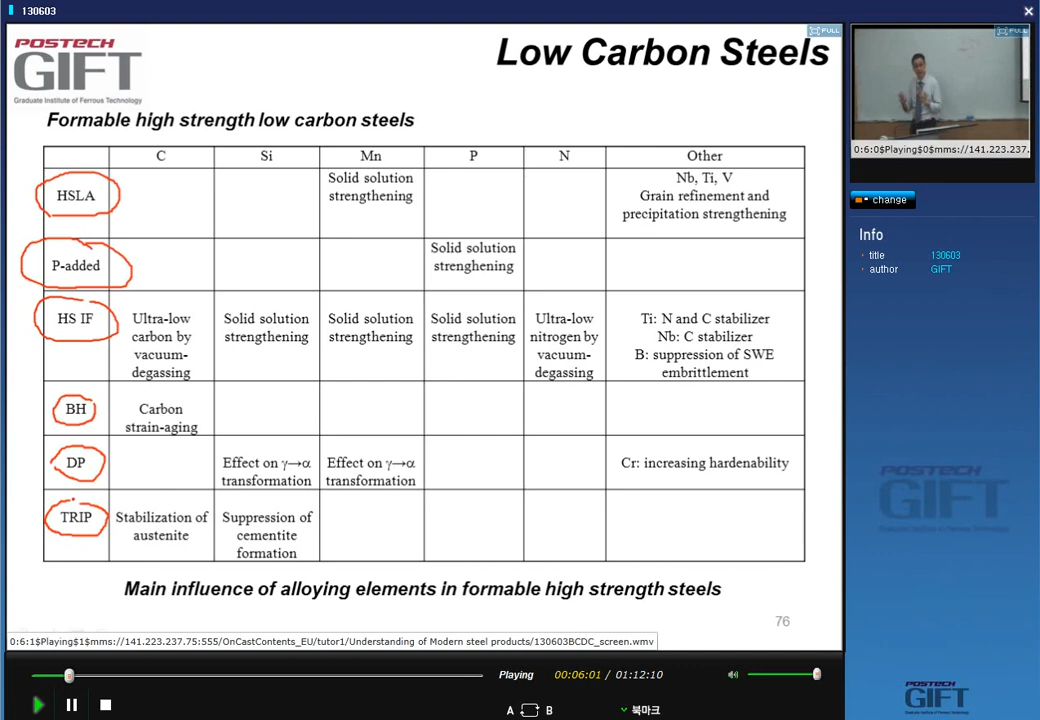 130603
FULL
POSTECH
GIFT
Graduate Institute of Ferrous Technology
Low Carbon Steels
Formable high strength low carbon steels
C Si Mn P N Other
HSLA
Solid solution
strengthening
Nb, Ti, V
Grain refinement and
precipitation strengthening
P-added
Solid solution
strenghening
HS IF
Ultra-low
carbon by
vacuum-
degassing
Solid solution
strengthening
Solid solution
strengthening
Solid solution
strengthening
Ultra-low
nitrogen by
vacuum-
degassing
Ti: N and C stabilizer
Nb: C stabilizer
B: suppression of SWE
embrittlement
BH
Carbon
strain-aging
DP
Effect on γ→α
transformation
Effect on γ→α
transformation
Cr: increasing hardenability
TRIP
Stabilization of
austenite
Suppression of
cementite
formation
Main influence of alloying elements in formable high strength steels
76
0:6:1$Playing$1$mms://141.223.237.75:555/OnCastContents_EU/tutor1/Understanding of Modern steel products/130603BCDC_screen.wmv
Playing 00:06:01 / 01:12:10
A B 북마크
FULL
0:6:0$Playing$0$mms://141.223.237.
change
Info
title 130603
author GIFT
POSTECH
GIFT
POSTECH
GIFT